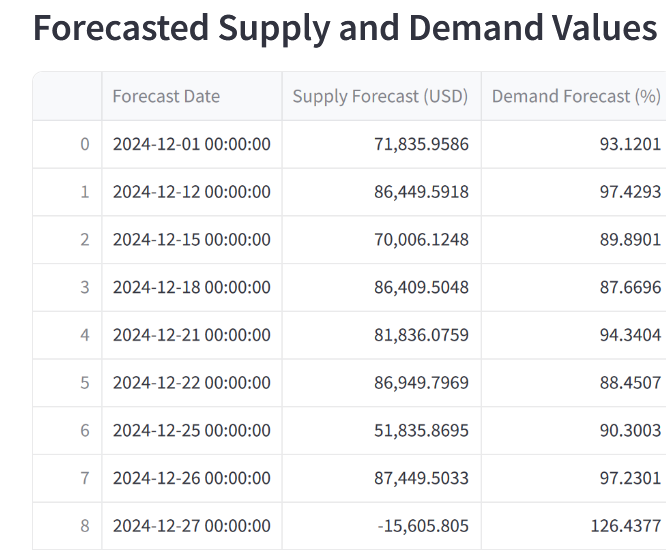 Forecasted Supply and Demand Values
Forecast Date Supply Forecast (USD) Demand Forecast (%)
0 2024-12-01 00:00:00 71,835.9586 93.1201
1 2024-12-12 00:00:00 86,449.5918 97.4293
2 2024-12-15 00:00:00 70,006.1248 89.8901
3 2024-12-18 00:00:00 86,409.5048 87.6696
4 2024-12-21 00:00:00 81,836.0759 94.3404
5 2024-12-22 00:00:00 86,949.7969 88.4507
6 2024-12-25 00:00:00 51,835.8695 90.3003
7 2024-12-26 00:00:00 87,449.5033 97.2301
8 2024-12-27 00:00:00 -15,605.805 126.4377